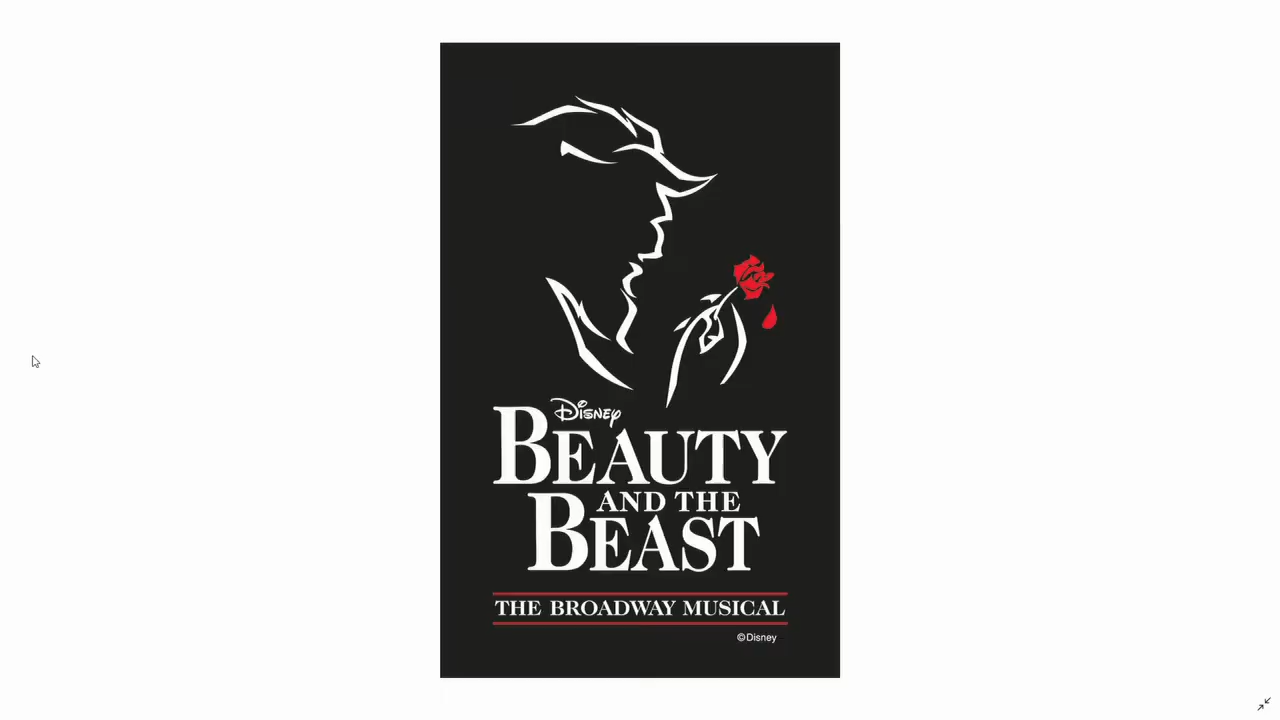 Disney
BEAUTY
AND THE
BEAST
THE BROADWAY MUSICAL
©Disney